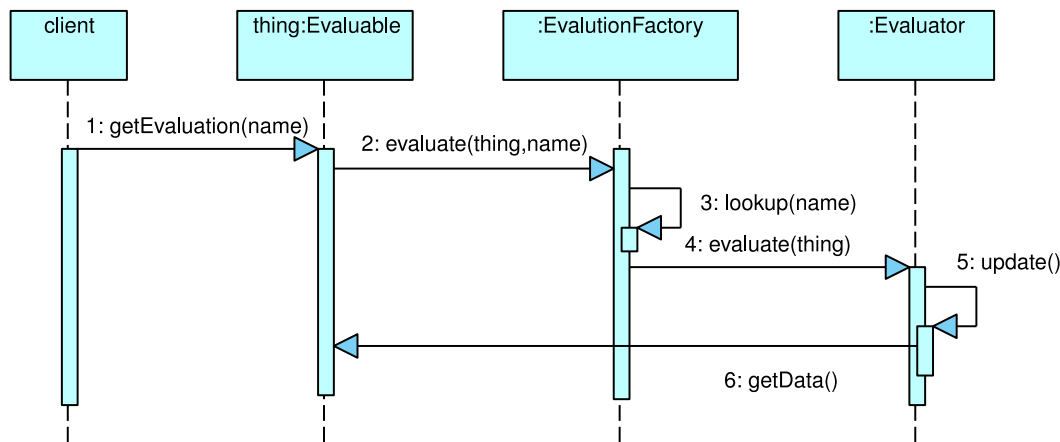 client
thing:Evaluable
:EvalutionFactory
:Evaluator
1: getEvaluation(name)
2: evaluate(thing,name)
3: lookup(name)
4: evaluate(thing)
5: update()
6: getData()